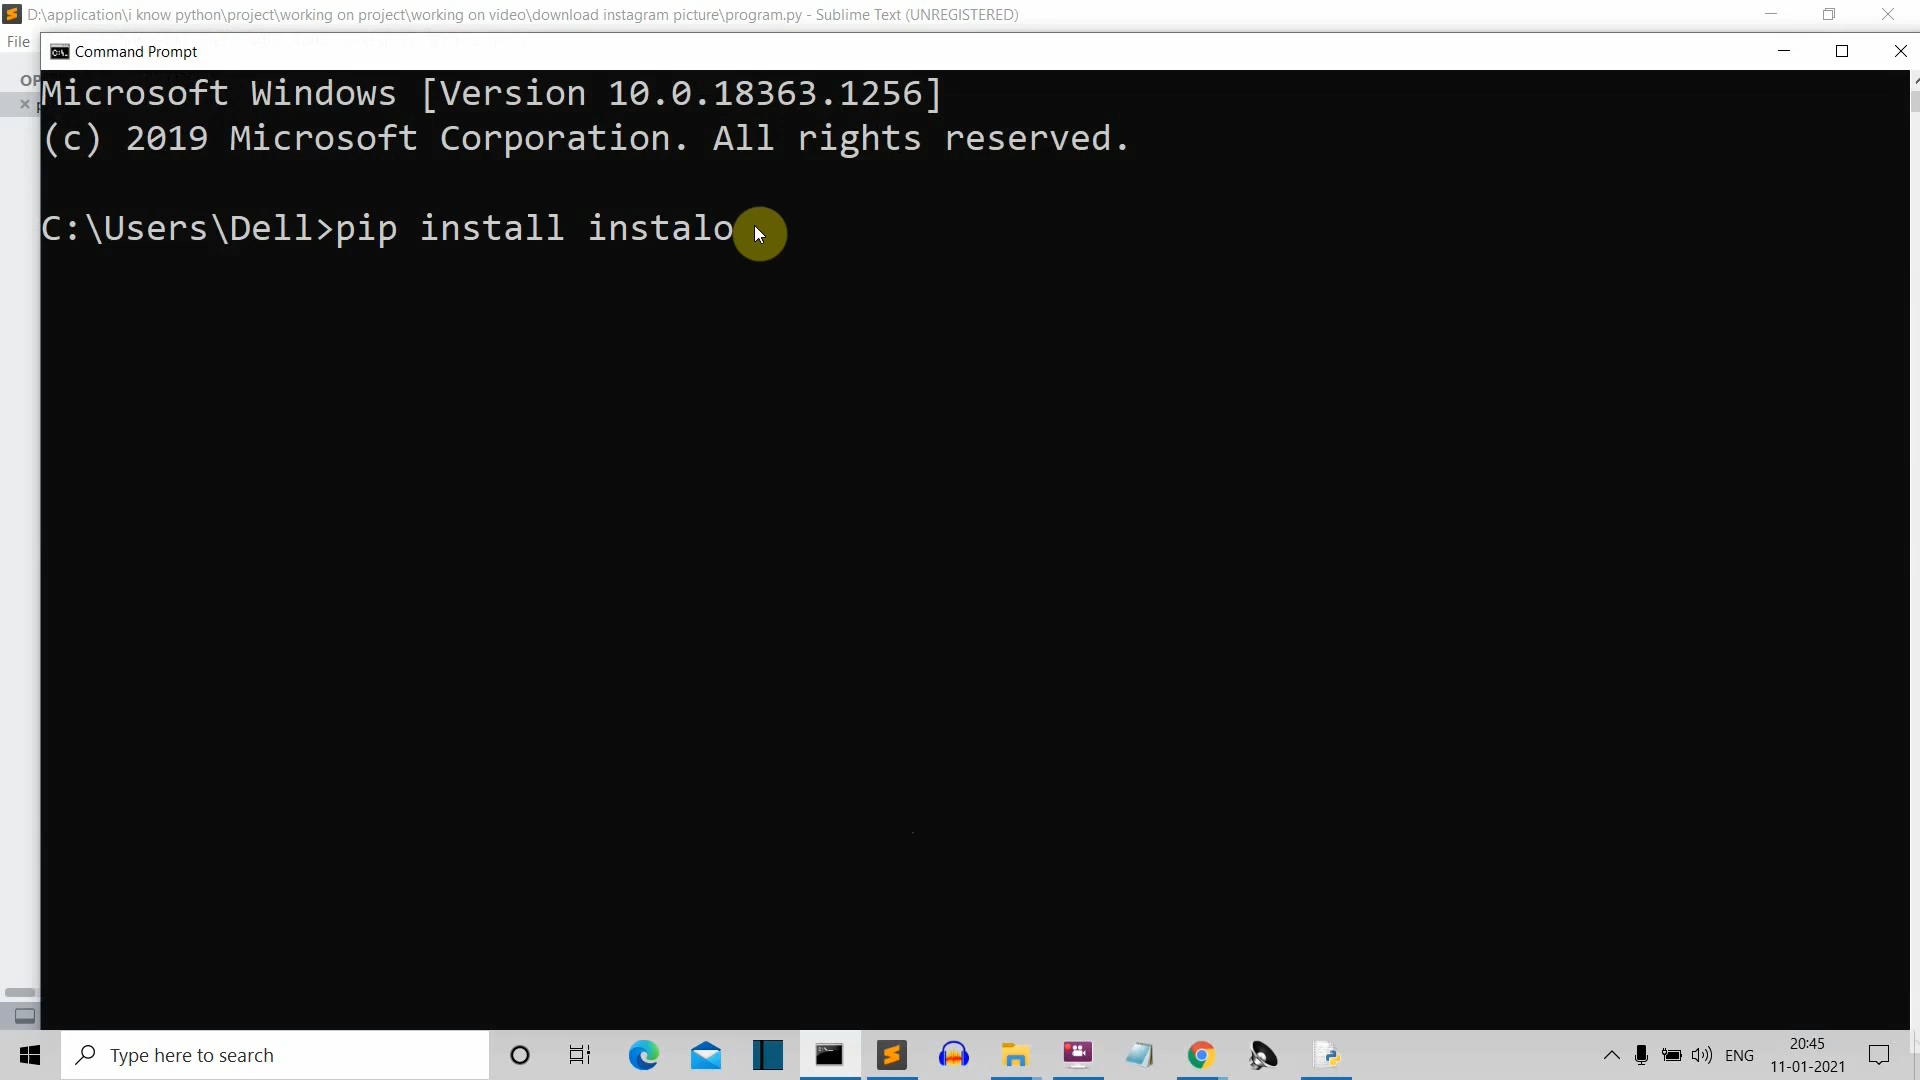 D:\application\i know python\project\working on project\working on video\download instagram picture\program.py - Sublime Text (UNREGISTERED)
File
Command Prompt
OP
Microsoft Windows [Version 10.0.18363.1256]
(c) 2019 Microsoft Corporation. All rights reserved.
C:\Users\Dell>pip install instalo
Type here to search
ENG
20:45
11-01-2021